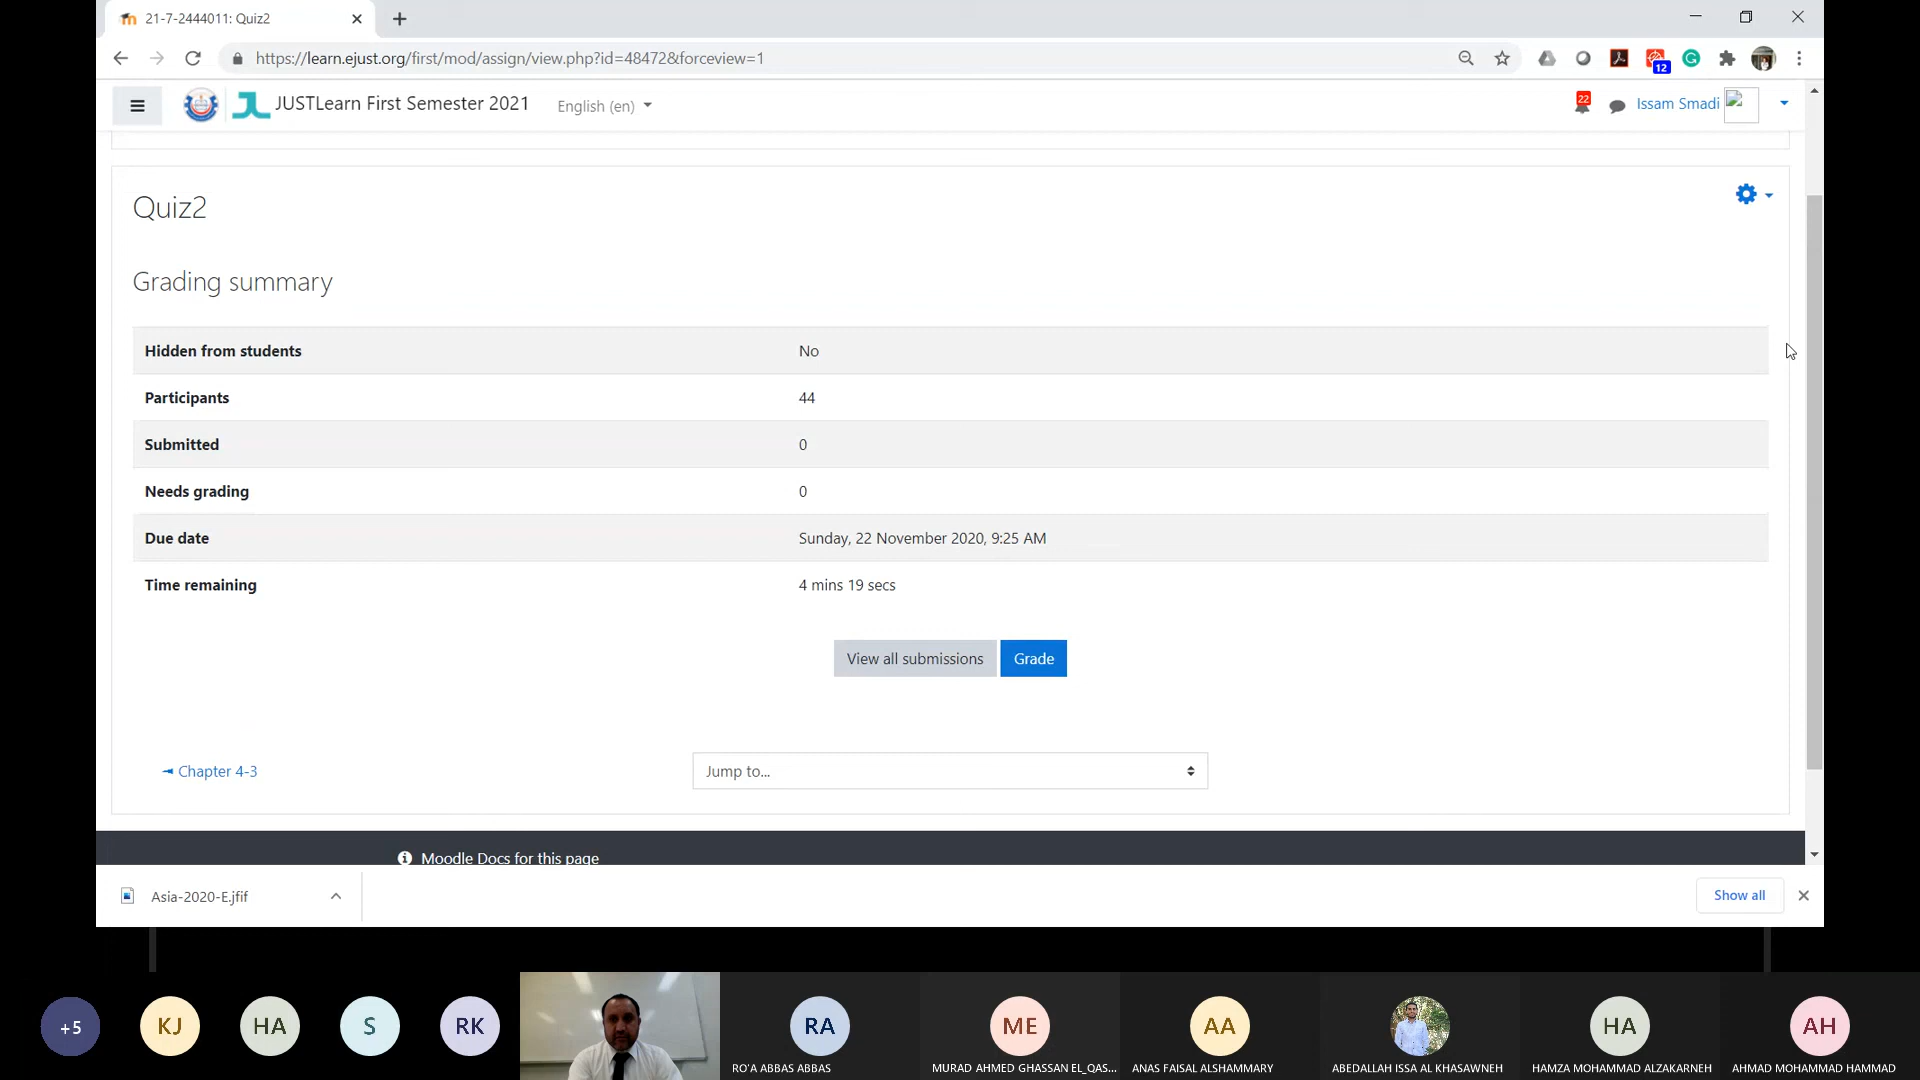 21-7-2444011: Quiz2
https://learn.ejust.org/first/mod/assign/view.php?id=48472&forceview=1
12
JUSTLearn First Semester 2021
English (en)
22
Issam Smadi
Quiz2
Grading summary
Hidden from students No
Participants 44
Submitted 0
Needs grading 0
Due date Sunday, 22 November 2020, 9:25 AM
Time remaining 4 mins 19 secs
View all submissions Grade
◄ Chapter 4-3
Jump to...
Moodle Docs for this page
Asia-2020-E.jfif
Show all
+5 KJ HA S RK RA ME AA HA AH
RO'A ABBAS ABBAS MURAD AHMED GHASSAN EL_QAS... ANAS FAISAL ALSHAMMARY ABEDALLAH ISSA AL KHASAWNEH HAMZA MOHAMMAD ALZAKARNEH AHMAD MOHAMMAD HAMMAD